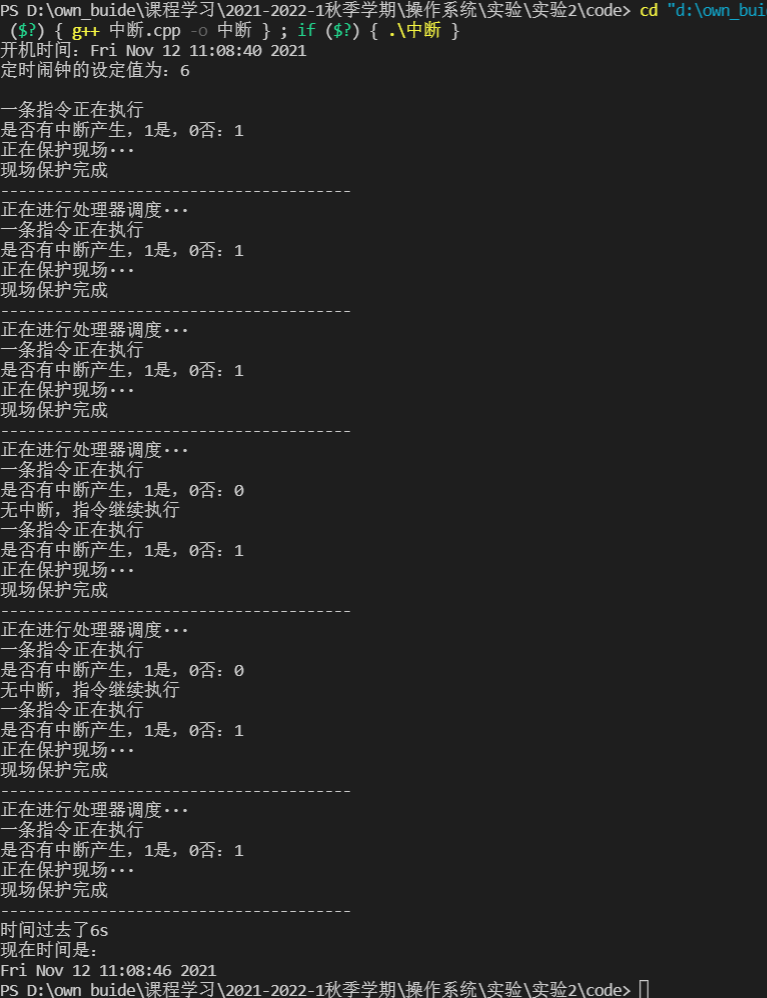 PS D:\own_buide\课程学习\2021-2022-1秋季学期\操作系统\实验\实验2\code> cd "d:\own_bui
 ($?) { g++ 中断.cpp -o 中断 } ; if ($?) { .\中断 }
开机时间：Fri Nov 12 11:08:40 2021
定时闹钟的设定值为：6
一条指令正在执行
是否有中断产生，1是，0否：1
正在保护现场···
现场保护完成
---------------------------------------
正在进行处理器调度···
一条指令正在执行
是否有中断产生，1是，0否：1
正在保护现场···
现场保护完成
---------------------------------------
正在进行处理器调度···
一条指令正在执行
是否有中断产生，1是，0否：1
正在保护现场···
现场保护完成
---------------------------------------
正在进行处理器调度···
一条指令正在执行
是否有中断产生，1是，0否：0
无中断，指令继续执行
一条指令正在执行
是否有中断产生，1是，0否：1
正在保护现场···
现场保护完成
---------------------------------------
正在进行处理器调度···
一条指令正在执行
是否有中断产生，1是，0否：0
无中断，指令继续执行
一条指令正在执行
是否有中断产生，1是，0否：1
正在保护现场···
现场保护完成
---------------------------------------
正在进行处理器调度···
一条指令正在执行
是否有中断产生，1是，0否：1
正在保护现场···
现场保护完成
---------------------------------------
时间过去了6s
现在时间是：
Fri Nov 12 11:08:46 2021
PS D:\own_buide\课程学习\2021-2022-1秋季学期\操作系统\实验\实验2\code>